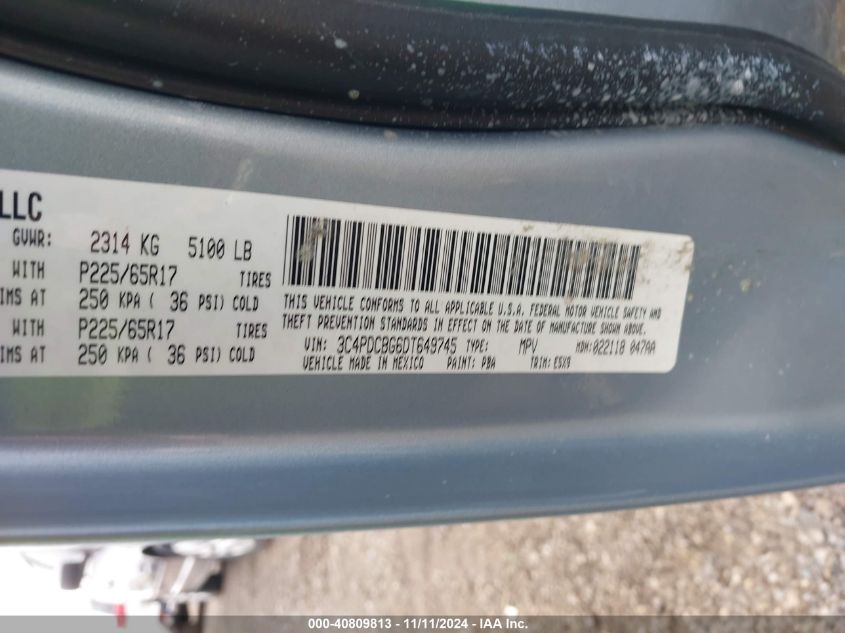 LLC
GVWR: 2314 KG 5100 LB
WITH P225/65R17 TIRES
IMS AT 250 KPA ( 36 PSI) COLD
WITH P225/65R17 TIRES
IMS AT 250 KPA ( 36 PSI) COLD
THIS VEHICLE CONFORMS TO ALL APPLICABLE U.S.A. FEDERAL MOTOR VEHICLE SAFETY AND
THEFT PREVENTION STANDARDS IN EFFECT ON THE DATE OF MANUFACTURE SHOWN ABOVE.
VIN: 3C4PDCBG6DT649745 TYPE: MPV MDH:022118 047AA
VEHICLE MADE IN MEXICO PAINT: PBA TRIM: E5X9
000-40809813 - 11/11/2024 - IAA Inc.